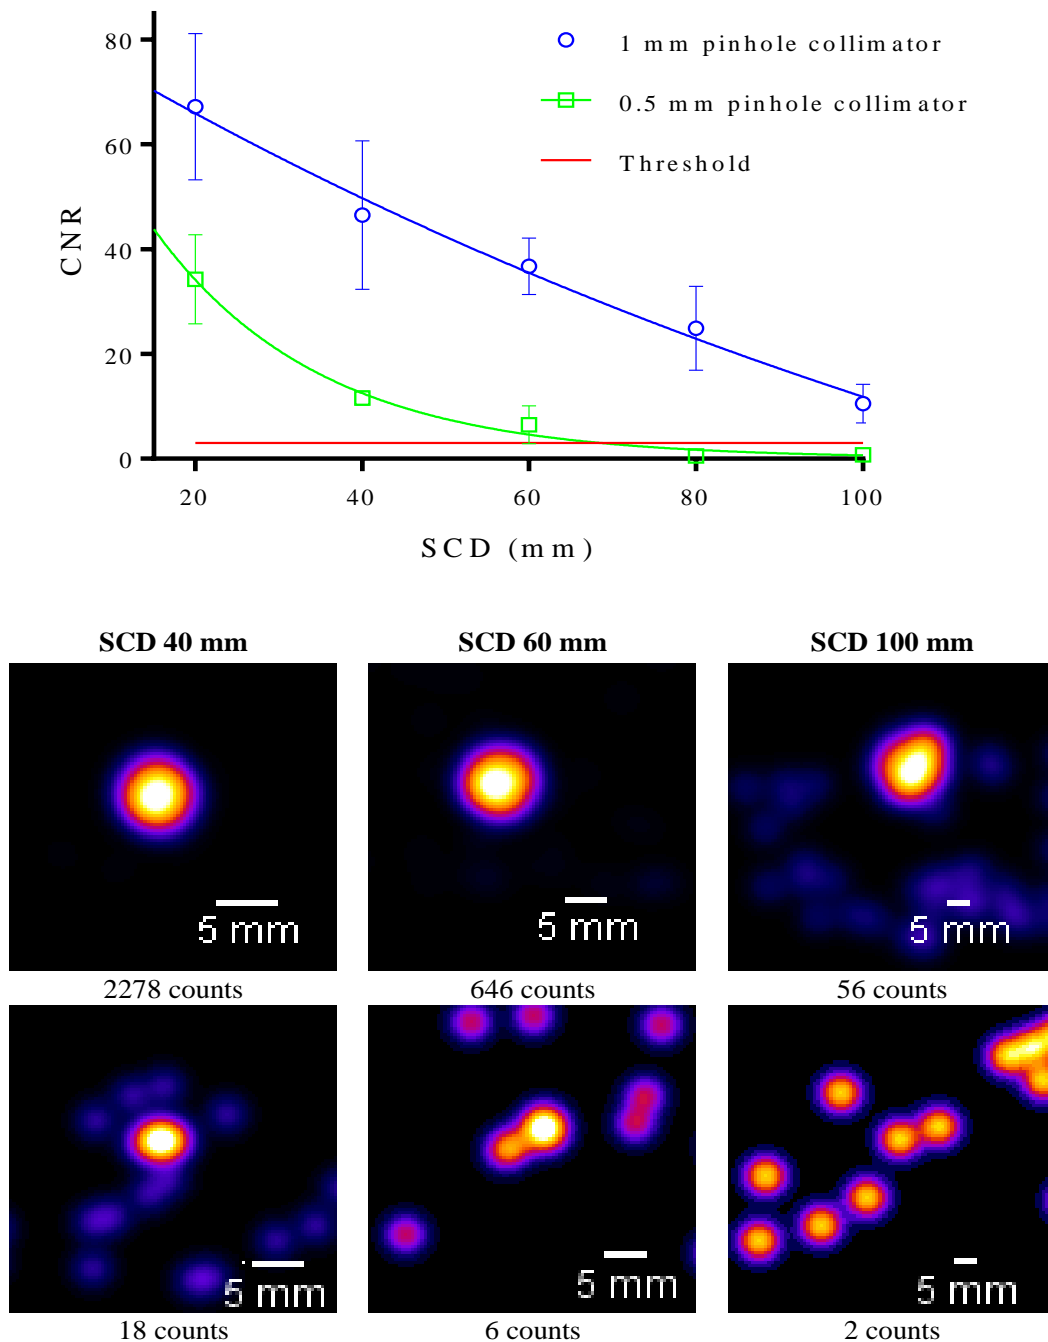 80
60
40
20
0
CNR
1 mm pinhole collimator
0.5 mm pinhole collimator
Threshold
20 40 60 80 100
SCD (mm)
SCD 40 mm SCD 60 mm SCD 100 mm
5 mm 5 mm 5 mm
2278 counts 646 counts 56 counts
5 mm 5 mm 5 mm
18 counts 6 counts 2 counts